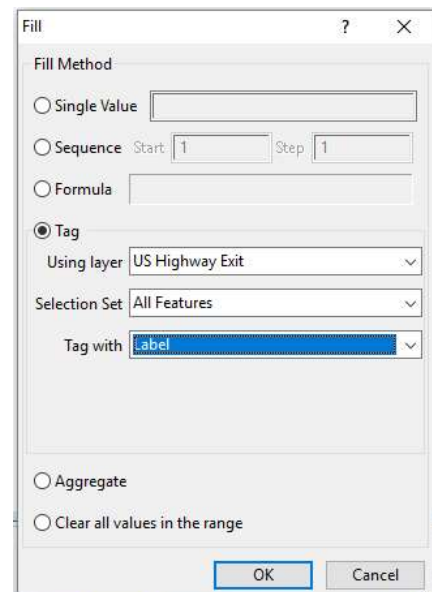 Fill ? ×
Fill Method
Single Value
Sequence Start 1 Step 1
Formula
Tag
Using layer US Highway Exit
Selection Set All Features
Tag with Label
Aggregate
Clear all values in the range
OK Cancel